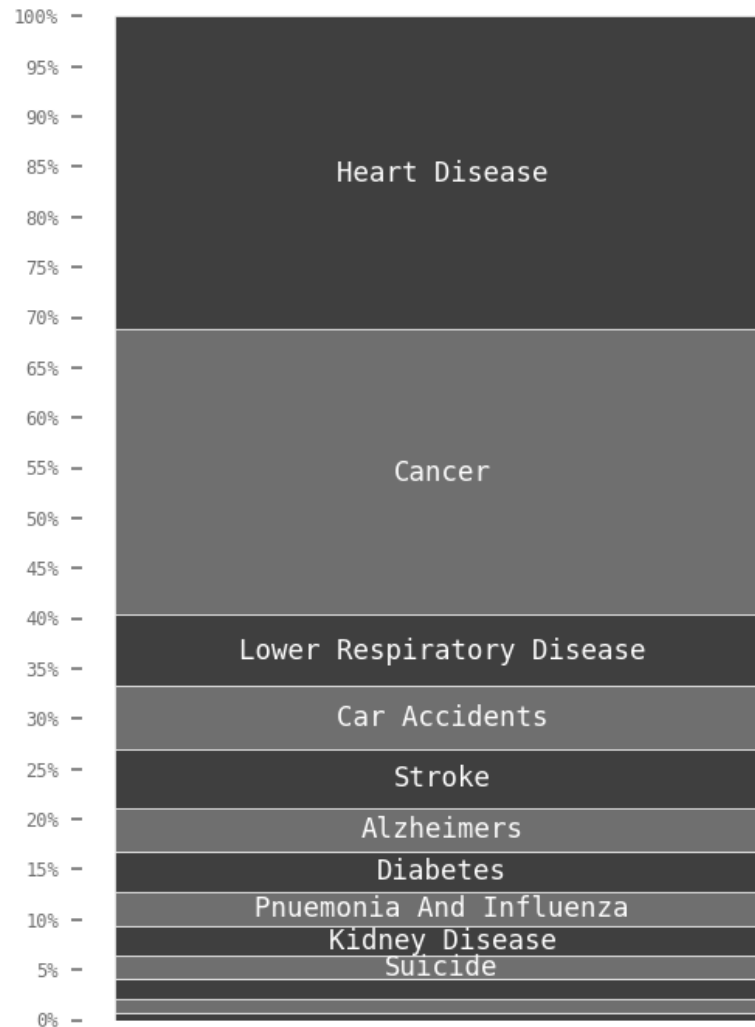 100%
95%
90%
85%
Heart Disease
80%
75%
70%
65%
60%
55%
Cancer
50%
45%
40%
Lower Respiratory Disease
35%
Car Accidents
30%
25%
Stroke
20%
Alzheimers
15%
Diabetes
Pnuemonia And Influenza
10%
Kidney Disease
Suicide
5%
0%